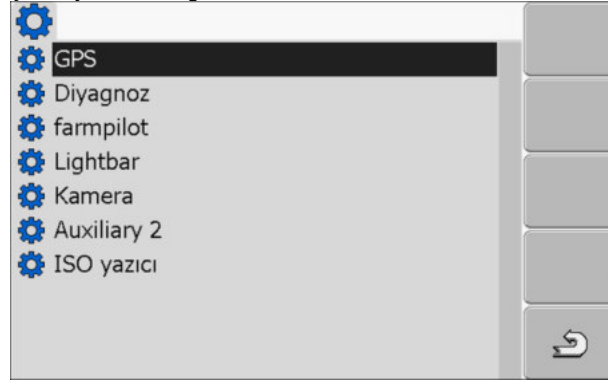 GPS
Diyagnoz
farmpilot
Lightbar
Kamera
Auxiliary 2
ISO yazıcı